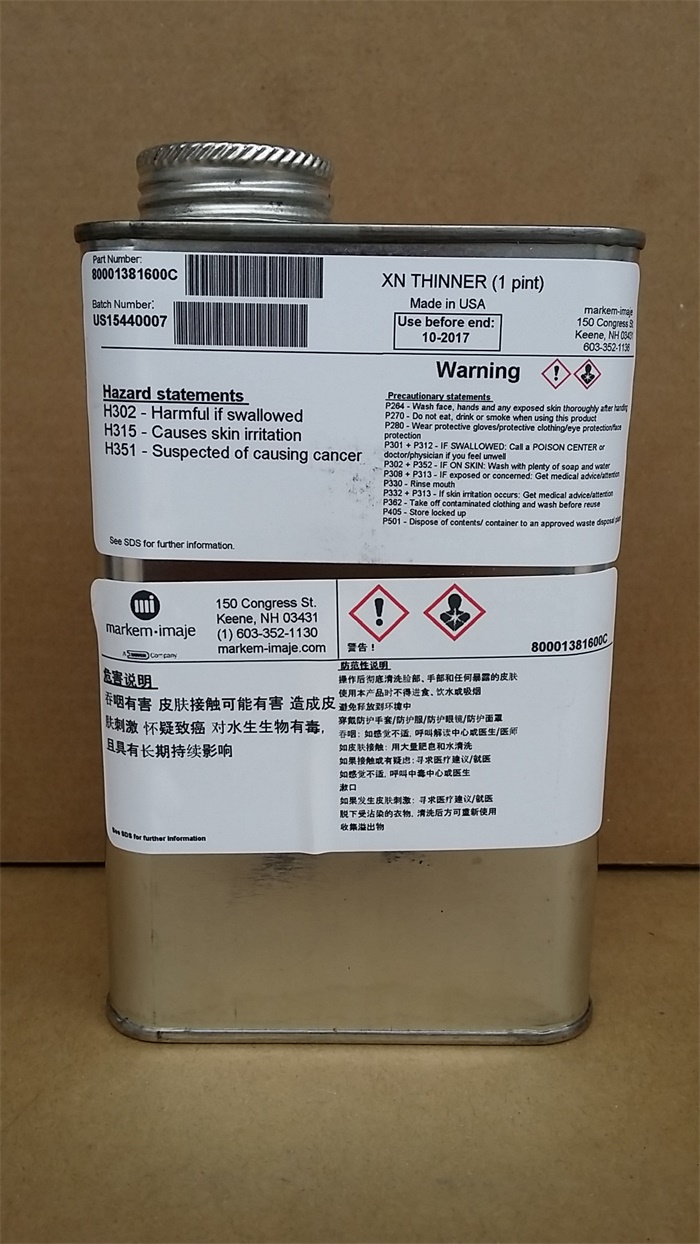 Part Number:
80001381600C
Batch Number:
US15440007
XN THINNER (1 pint)
Made in USA
Use before end:
10-2017
markem-imaje
150 Congress St.
Keene, NH 03431
603-352-1130
Warning
Hazard statements
H302 - Harmful if swallowed
H315 - Causes skin irritation
H351 - Suspected of causing cancer
See SDS for further information.
Precautionary statements
P264 - Wash face, hands and any exposed skin thoroughly after handling
P270 - Do not eat, drink or smoke when using this product
P280 - Wear protective gloves/protective clothing/eye protection/face
protection
P301 + P312 - IF SWALLOWED: Call a POISON CENTER or
doctor/physician if you feel unwell
P302 + P352 - IF ON SKIN: Wash with plenty of soap and water
P308 + P313 - IF exposed or concerned: Get medical advice/attention
P330 - Rinse mouth
P332 + P313 - If skin irritation occurs: Get medical advice/attention
P362 - Take off contaminated clothing and wash before reuse
P405 - Store locked up
P501 - Dispose of contents/ container to an approved waste disposal plant
markem·imaje
A DOVER Company
150 Congress St.
Keene, NH 03431
(1) 603-352-1130
markem-imaje.com
警告！
80001381600C
危害说明
吞咽有害 皮肤接触可能有害 造成皮
肤刺激 怀疑致癌 对水生生物有毒,
且具有长期持续影响
See SDS for further information
防范性说明
操作后彻底清洗脸部、手部和任何暴露的皮肤
使用本产品时不得进食、饮水或吸烟
避免释放到环境中
穿戴防护手套/防护服/防护眼镜/防护面罩
吞咽: 如感觉不适, 呼叫解读中心或医生/医师
如皮肤接触: 用大量肥皂和水清洗
如果接触或有疑虑: 寻求医疗建议/就医
如感觉不适, 呼叫中毒中心或医生
漱口
如果发生皮肤刺激: 寻求医疗建议/就医
脱下受沾染的衣物, 清洗后方可重新使用
收集溢出物